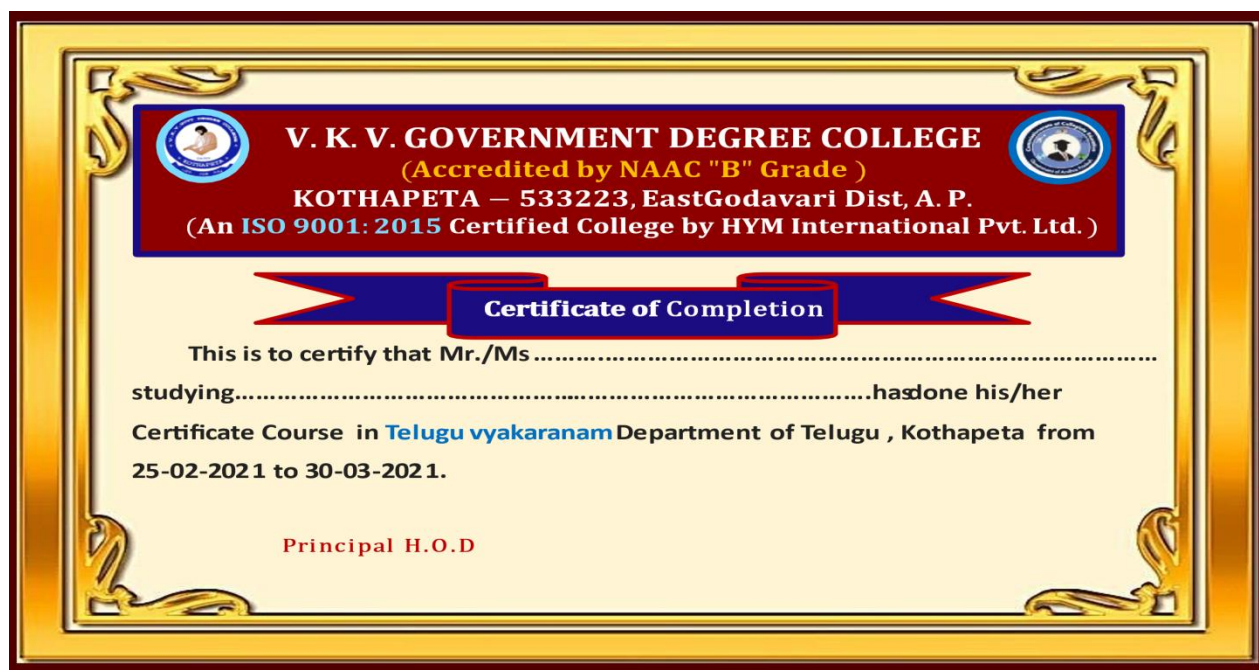 V. K. V. GOVERNMENT DEGREE COLLEGE
(Accredited by NAAC "B" Grade )
KOTHAPETA – 533223, EastGodavari Dist, A. P.
(An ISO 9001: 2015 Certified College by HYM International Pvt. Ltd. )
Certificate of Completion
This is to certify that Mr./Ms ……………………………………………………………………………
studying……………………………………………………………………………….hasdone his/her
Certificate Course in Telugu vyakaranam Department of Telugu , Kothapeta from
25-02-2021 to 30-03-2021.
Principal H.O.D